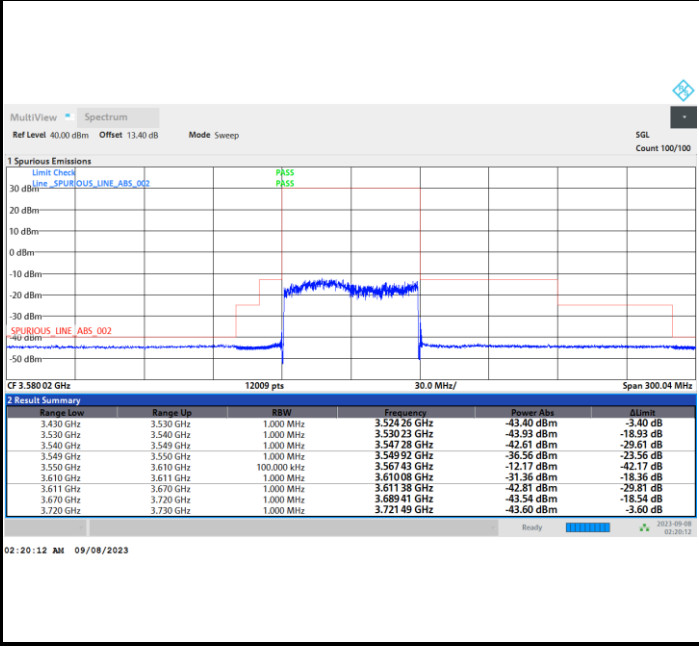 MultiView Spectrum
Ref Level 40.00 dBm Offset 13.40 dB Mode Sweep SGL
Count 100/100
1 Spurious Emissions
Limit Check PASS
Line _SPURIOUS_LINE_ABS_002 PASS
30 dBm
20 dBm
10 dBm
0 dBm
-10 dBm
-20 dBm
-30 dBm
SPURIOUS_LINE_ABS_002
-40 dBm
-50 dBm
CF 3.580 02 GHz 12009 pts 30.0 MHz/ Span 300.04 MHz
2 Result Summary
Range Low Range Up RBW Frequency Power Abs ΔLimit
3.430 GHz 3.530 GHz 1.000 MHz 3.524 26 GHz -43.40 dBm -3.40 dB
3.530 GHz 3.540 GHz 1.000 MHz 3.530 23 GHz -43.93 dBm -18.93 dB
3.540 GHz 3.549 GHz 1.000 MHz 3.547 28 GHz -42.61 dBm -29.61 dB
3.549 GHz 3.550 GHz 1.000 MHz 3.549 92 GHz -36.56 dBm -23.56 dB
3.550 GHz 3.610 GHz 100.000 kHz 3.567 43 GHz -12.17 dBm -42.17 dB
3.610 GHz 3.611 GHz 1.000 MHz 3.610 08 GHz -31.36 dBm -18.36 dB
3.611 GHz 3.670 GHz 1.000 MHz 3.611 38 GHz -42.81 dBm -29.81 dB
3.670 GHz 3.720 GHz 1.000 MHz 3.689 41 GHz -43.54 dBm -18.54 dB
3.720 GHz 3.730 GHz 1.000 MHz 3.721 49 GHz -43.60 dBm -3.60 dB
Ready 2023-09-08
02:20:12
02:20:12 AM 09/08/2023